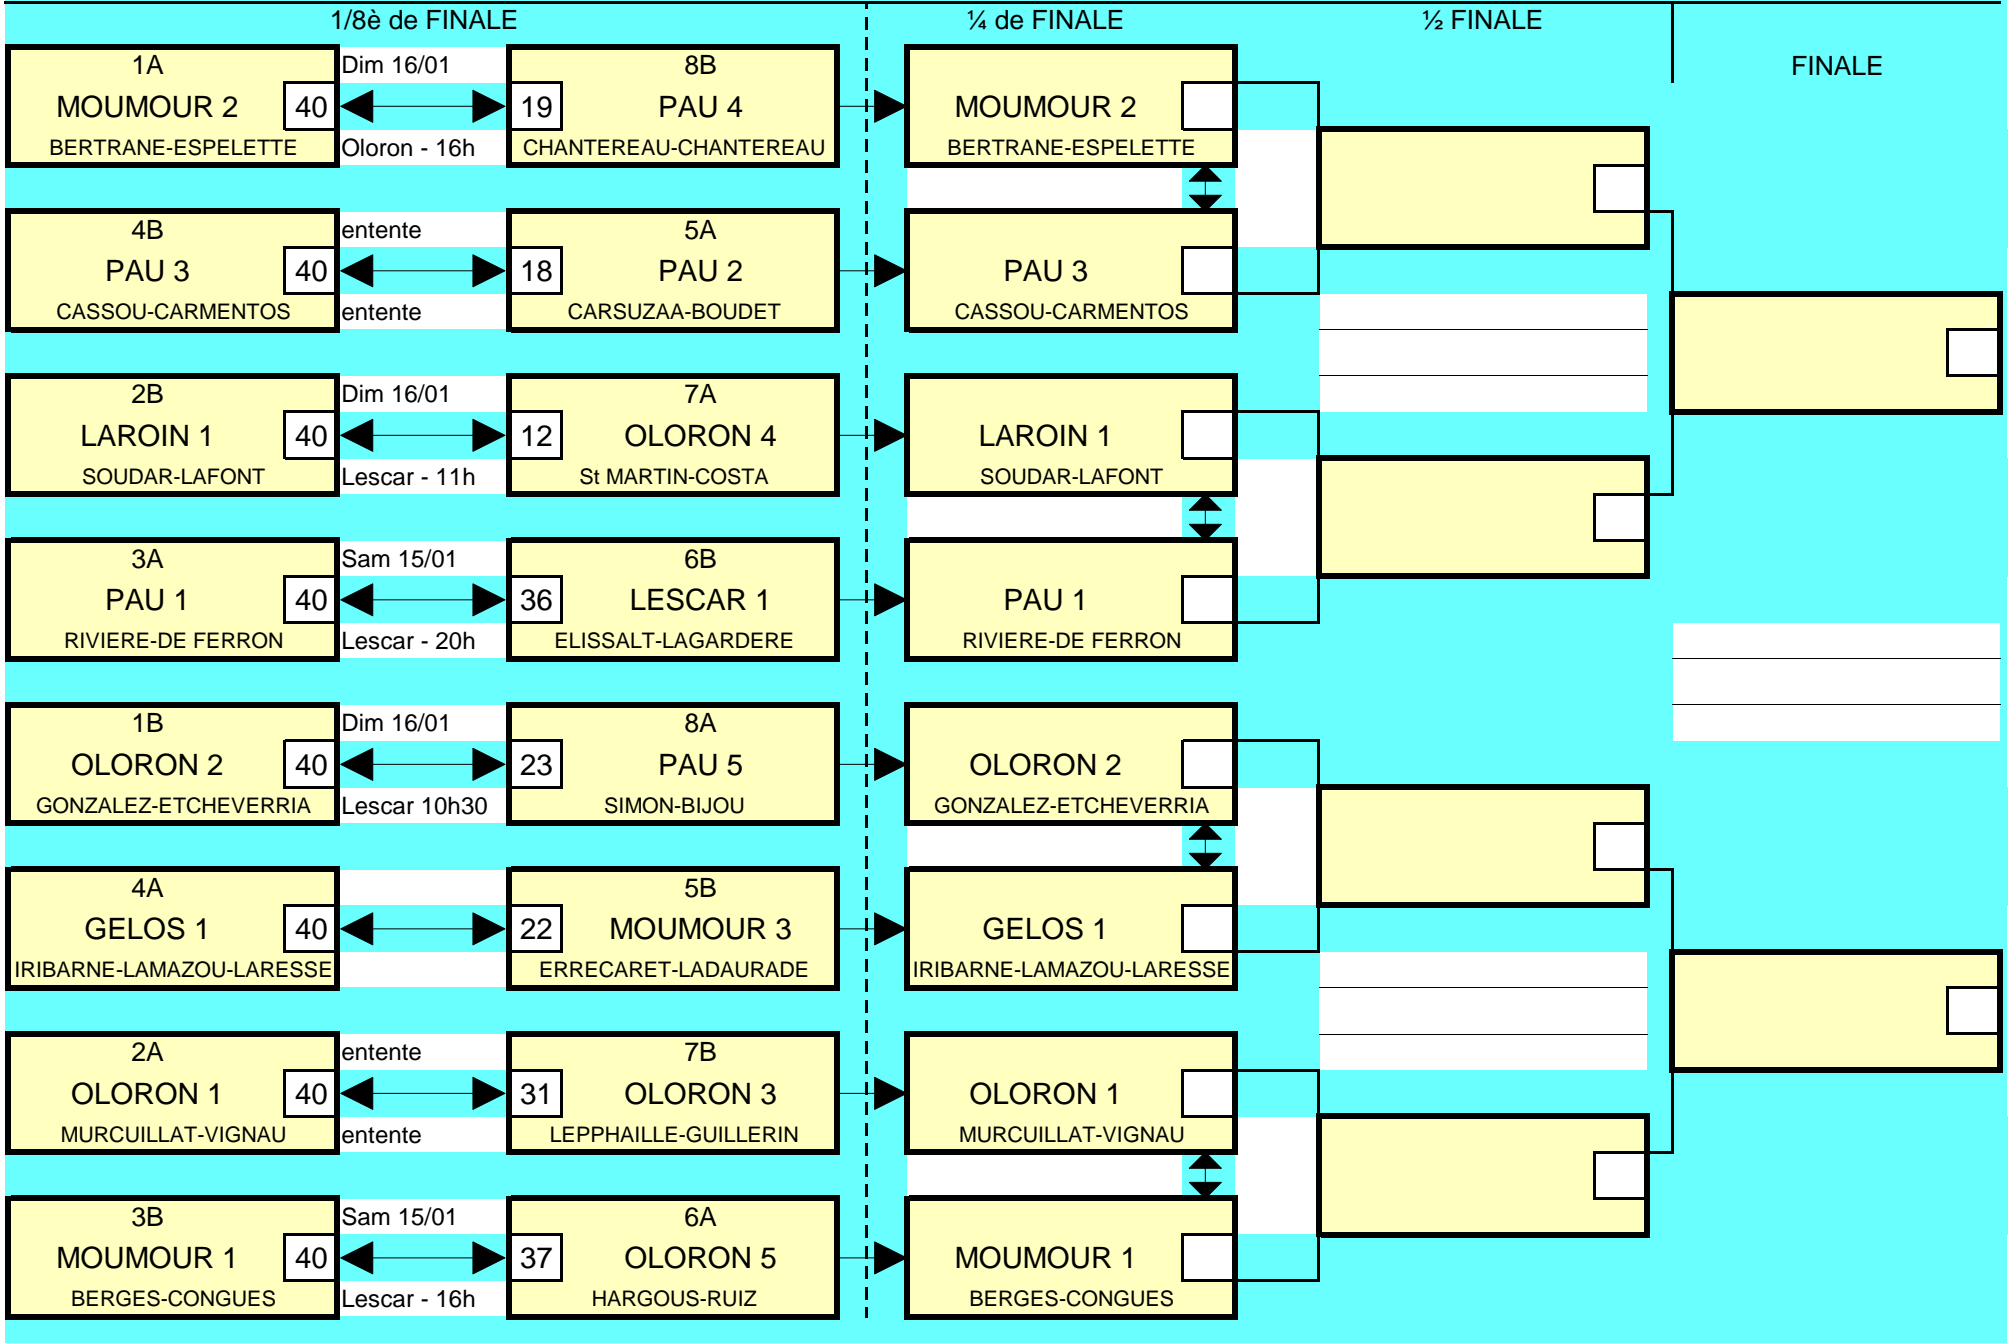 1/8è de FINALE
¼ de FINALE
½ FINALE
FINALE
1A
MOUMOUR 2
40
BERTRANE-ESPELETTE
Dim 16/01
Oloron - 16h
8B
19
PAU 4
CHANTEREAU-CHANTEREAU
MOUMOUR 2
BERTRANE-ESPELETTE
4B
PAU 3
40
CASSOU-CARMENTOS
entente
entente
5A
18
PAU 2
CARSUZAA-BOUDET
PAU 3
CASSOU-CARMENTOS
2B
LAROIN 1
40
SOUDAR-LAFONT
Dim 16/01
Lescar - 11h
7A
12
OLORON 4
St MARTIN-COSTA
LAROIN 1
SOUDAR-LAFONT
3A
PAU 1
40
RIVIERE-DE FERRON
Sam 15/01
Lescar - 20h
6B
36
LESCAR 1
ELISSALT-LAGARDERE
PAU 1
RIVIERE-DE FERRON
1B
OLORON 2
40
GONZALEZ-ETCHEVERRIA
Dim 16/01
Lescar 10h30
8A
23
PAU 5
SIMON-BIJOU
OLORON 2
GONZALEZ-ETCHEVERRIA
4A
GELOS 1
40
IRIBARNE-LAMAZOU-LARESSE
5B
22
MOUMOUR 3
ERRECARET-LADAURADE
GELOS 1
IRIBARNE-LAMAZOU-LARESSE
2A
OLORON 1
40
MURCUILLAT-VIGNAU
entente
entente
7B
31
OLORON 3
LEPPHAILLE-GUILLERIN
OLORON 1
MURCUILLAT-VIGNAU
3B
MOUMOUR 1
40
BERGES-CONGUES
Sam 15/01
Lescar - 16h
6A
37
OLORON 5
HARGOUS-RUIZ
MOUMOUR 1
BERGES-CONGUES